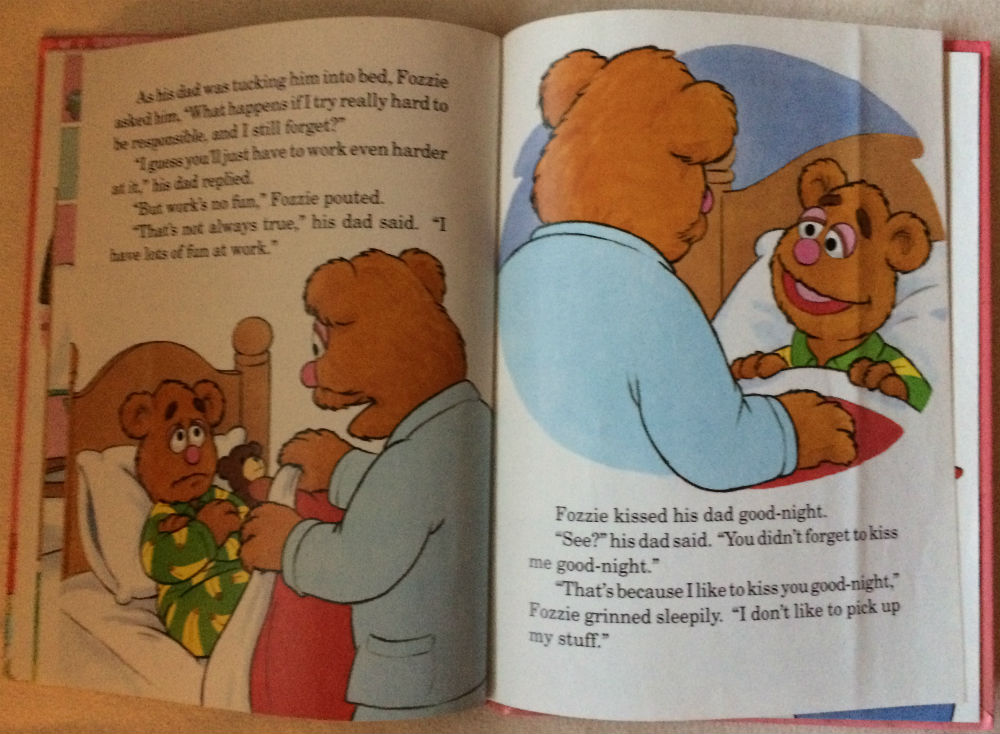 As his dad was tucking him into bed, Fozzie
asked him, “What happens if I try really hard to
be responsible, and I still forget?”
“I guess you’ll just have to work even harder
at it,” his dad replied.
“But work’s no fun,” Fozzie pouted.
“That’s not always true,” his dad said. “I
have lots of fun at work.”
Fozzie kissed his dad good-night.
“See?” his dad said. “You didn’t forget to kiss
me good-night.”
“That’s because I like to kiss you good-night,”
Fozzie grinned sleepily. “I don’t like to pick up
my stuff.”